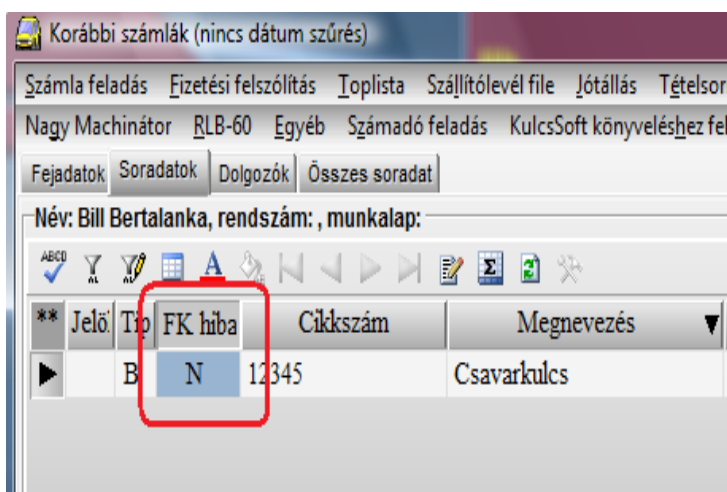 Korábbi számlák (nincs dátum szűrés)
Számla feladás Fizetési felszólítás Toplista Szállítólevél file Jótállás Tételsor
Nagy Machinátor RLB-60 Egyéb Számadó feladás KulcsSoft könyveléshez fel
Fejadatok Soradatok Dolgozók Összes soradat
Név: Bill Bertalanka, rendszám: , munkalap:
ABCD
** Jelöl Tip FK hiba Cikkszám Megnevezés
B N 12345 Csavarkulcs